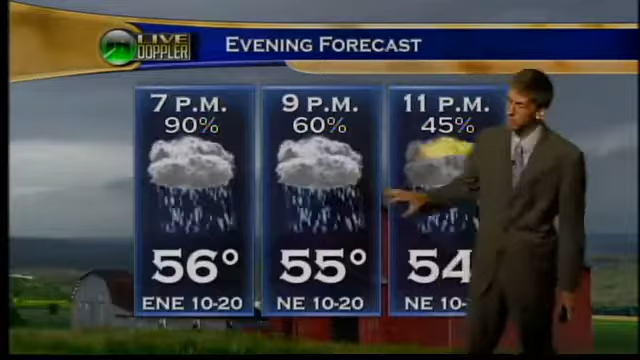 LIVE
DOPPLER
EVENING FORECAST
7 P.M.
90%
56°
ENE 10-20
9 P.M.
60%
55°
NE 10-20
11 P.M.
45%
54
NE 10-